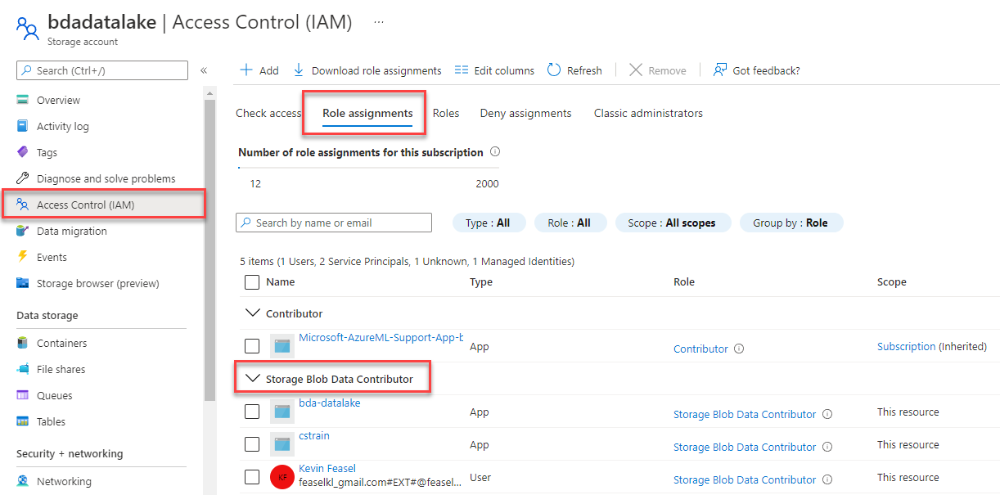 bdadatalake | Access Control (IAM) ...
Storage account
Search (Ctrl+/) «
Overview
Activity log
Tags
Diagnose and solve problems
Access Control (IAM)
Data migration
Events
Storage browser (preview)
Data storage
Containers
File shares
Queues
Tables
Security + networking
Networking
Add Download role assignments Edit columns Refresh Remove Got feedback?
Check access Role assignments Roles Deny assignments Classic administrators
Number of role assignments for this subscription
12 2000
Search by name or email Type : All Role : All Scope : All scopes Group by : Role
5 items (1 Users, 2 Service Principals, 1 Unknown, 1 Managed Identities)
Name Type Role Scope
Contributor
Microsoft-AzureML-Support-App-b App Contributor Subscription (Inherited)
Storage Blob Data Contributor
bda-datalake App Storage Blob Data Contributor This resource
cstrain App Storage Blob Data Contributor This resource
KF Kevin Feasel User Storage Blob Data Contributor This resource
feaselkl_gmail.com#EXT#@feasel...